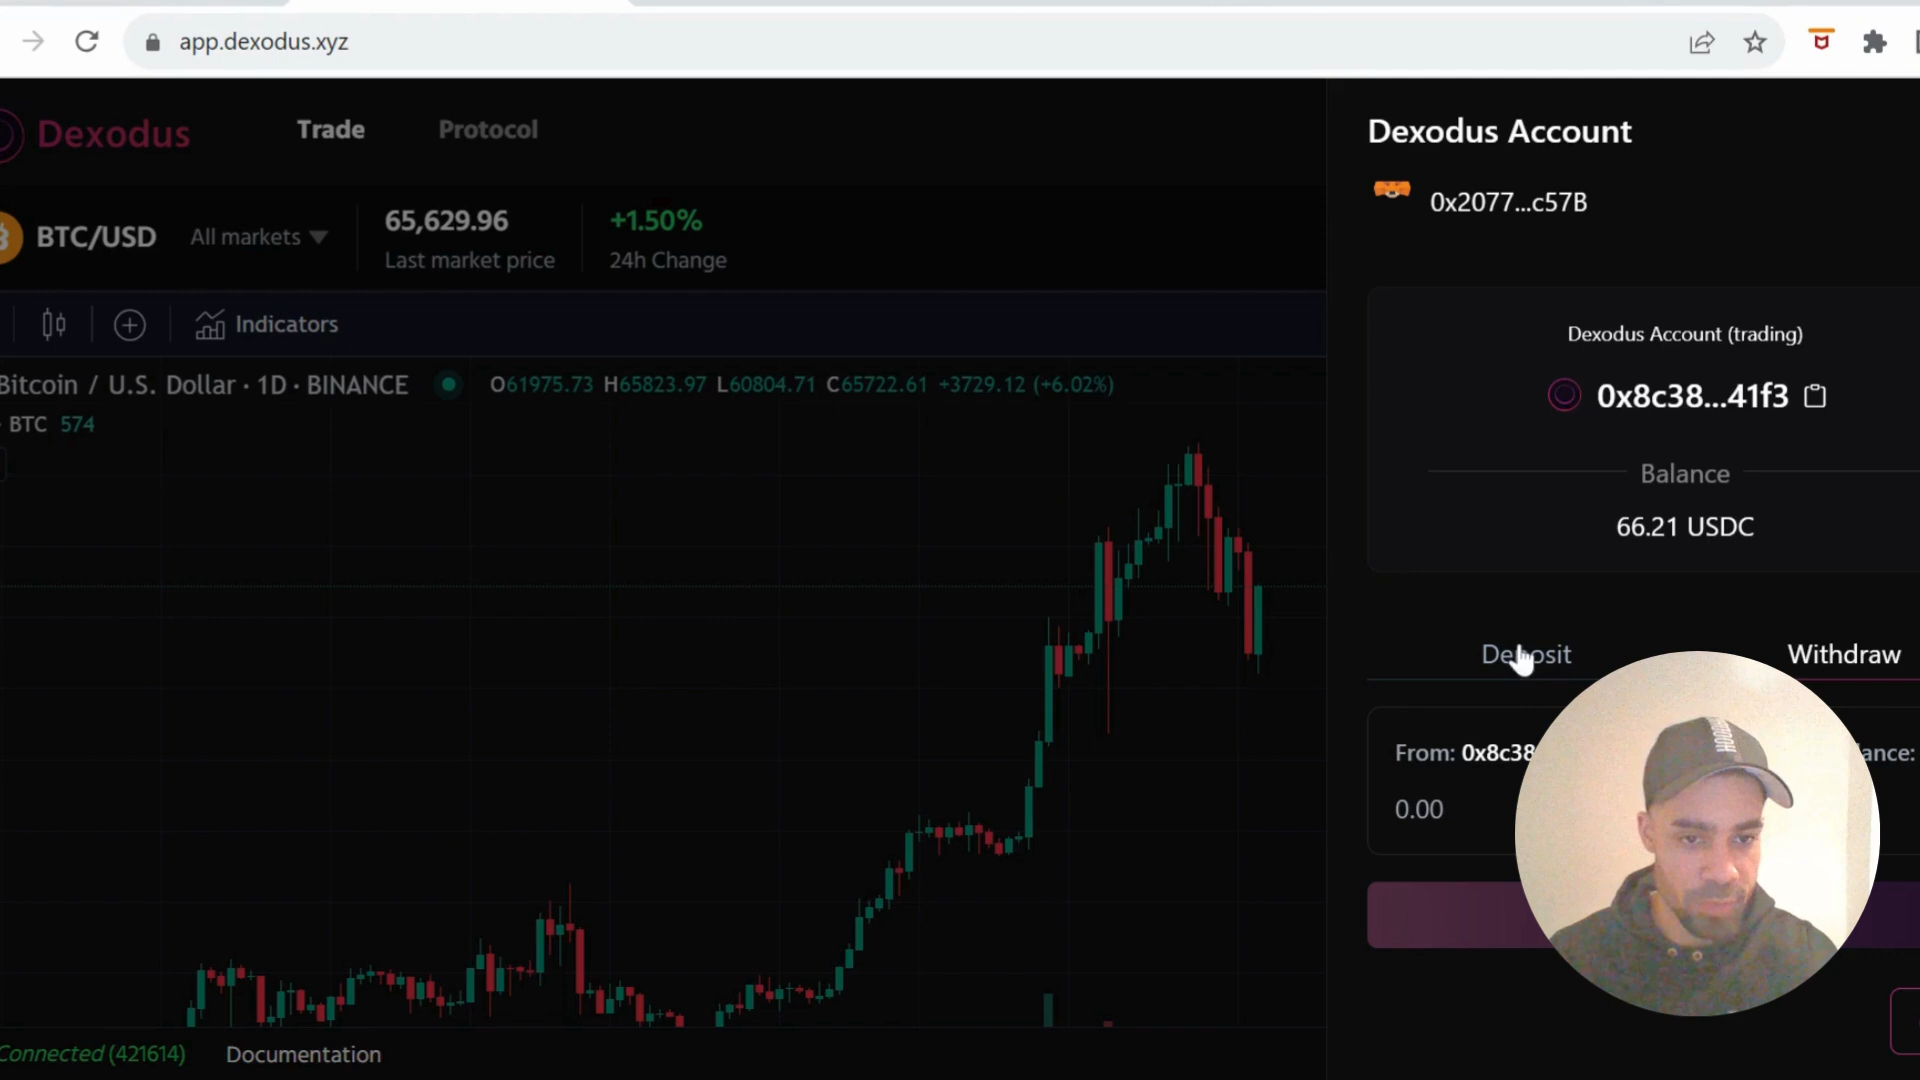 app.dexodus.xyz
Dexodus
Trade
Protocol
BTC/USD
All markets
65,629.96
Last market price
+1.50%
24h Change
Indicators
Bitcoin / U.S. Dollar · 1D · BINANCE
O61975.73 H65823.97 L60804.71 C65722.61 +3729.12 (+6.02%)
BTC 574
Connected (421614)
Documentation
Dexodus Account
0x2077...c57B
Dexodus Account (trading)
0x8c38...41f3
Balance
66.21 USDC
Deposit
Withdraw
From: 0x8c38
ance:
0.00